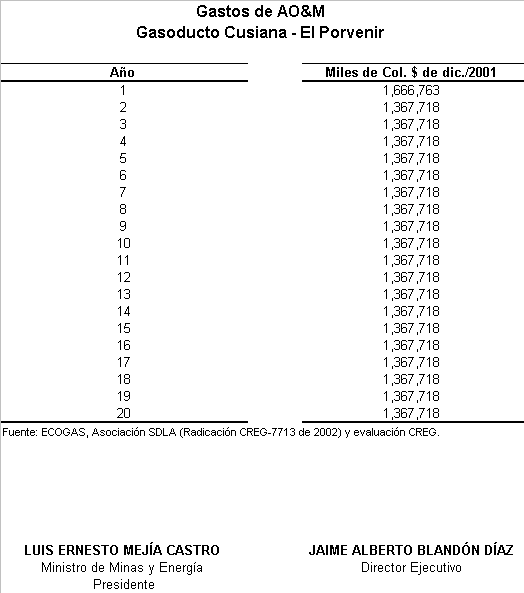 Gastos de AO&M
Gasoducto Cusiana - El Porvenir
Año Miles de Col. $ de dic./2001
1 1,666,763
2 1,367,718
3 1,367,718
4 1,367,718
5 1,367,718
6 1,367,718
7 1,367,718
8 1,367,718
9 1,367,718
10 1,367,718
11 1,367,718
12 1,367,718
13 1,367,718
14 1,367,718
15 1,367,718
16 1,367,718
17 1,367,718
18 1,367,718
19 1,367,718
20 1,367,718
Fuente: ECOGAS, Asociación SDLA (Radicación CREG-7713 de 2002) y evaluación CREG.
LUIS ERNESTO MEJÍA CASTRO JAIME ALBERTO BLANDÓN DÍAZ
Ministro de Minas y Energía Director Ejecutivo
Presidente